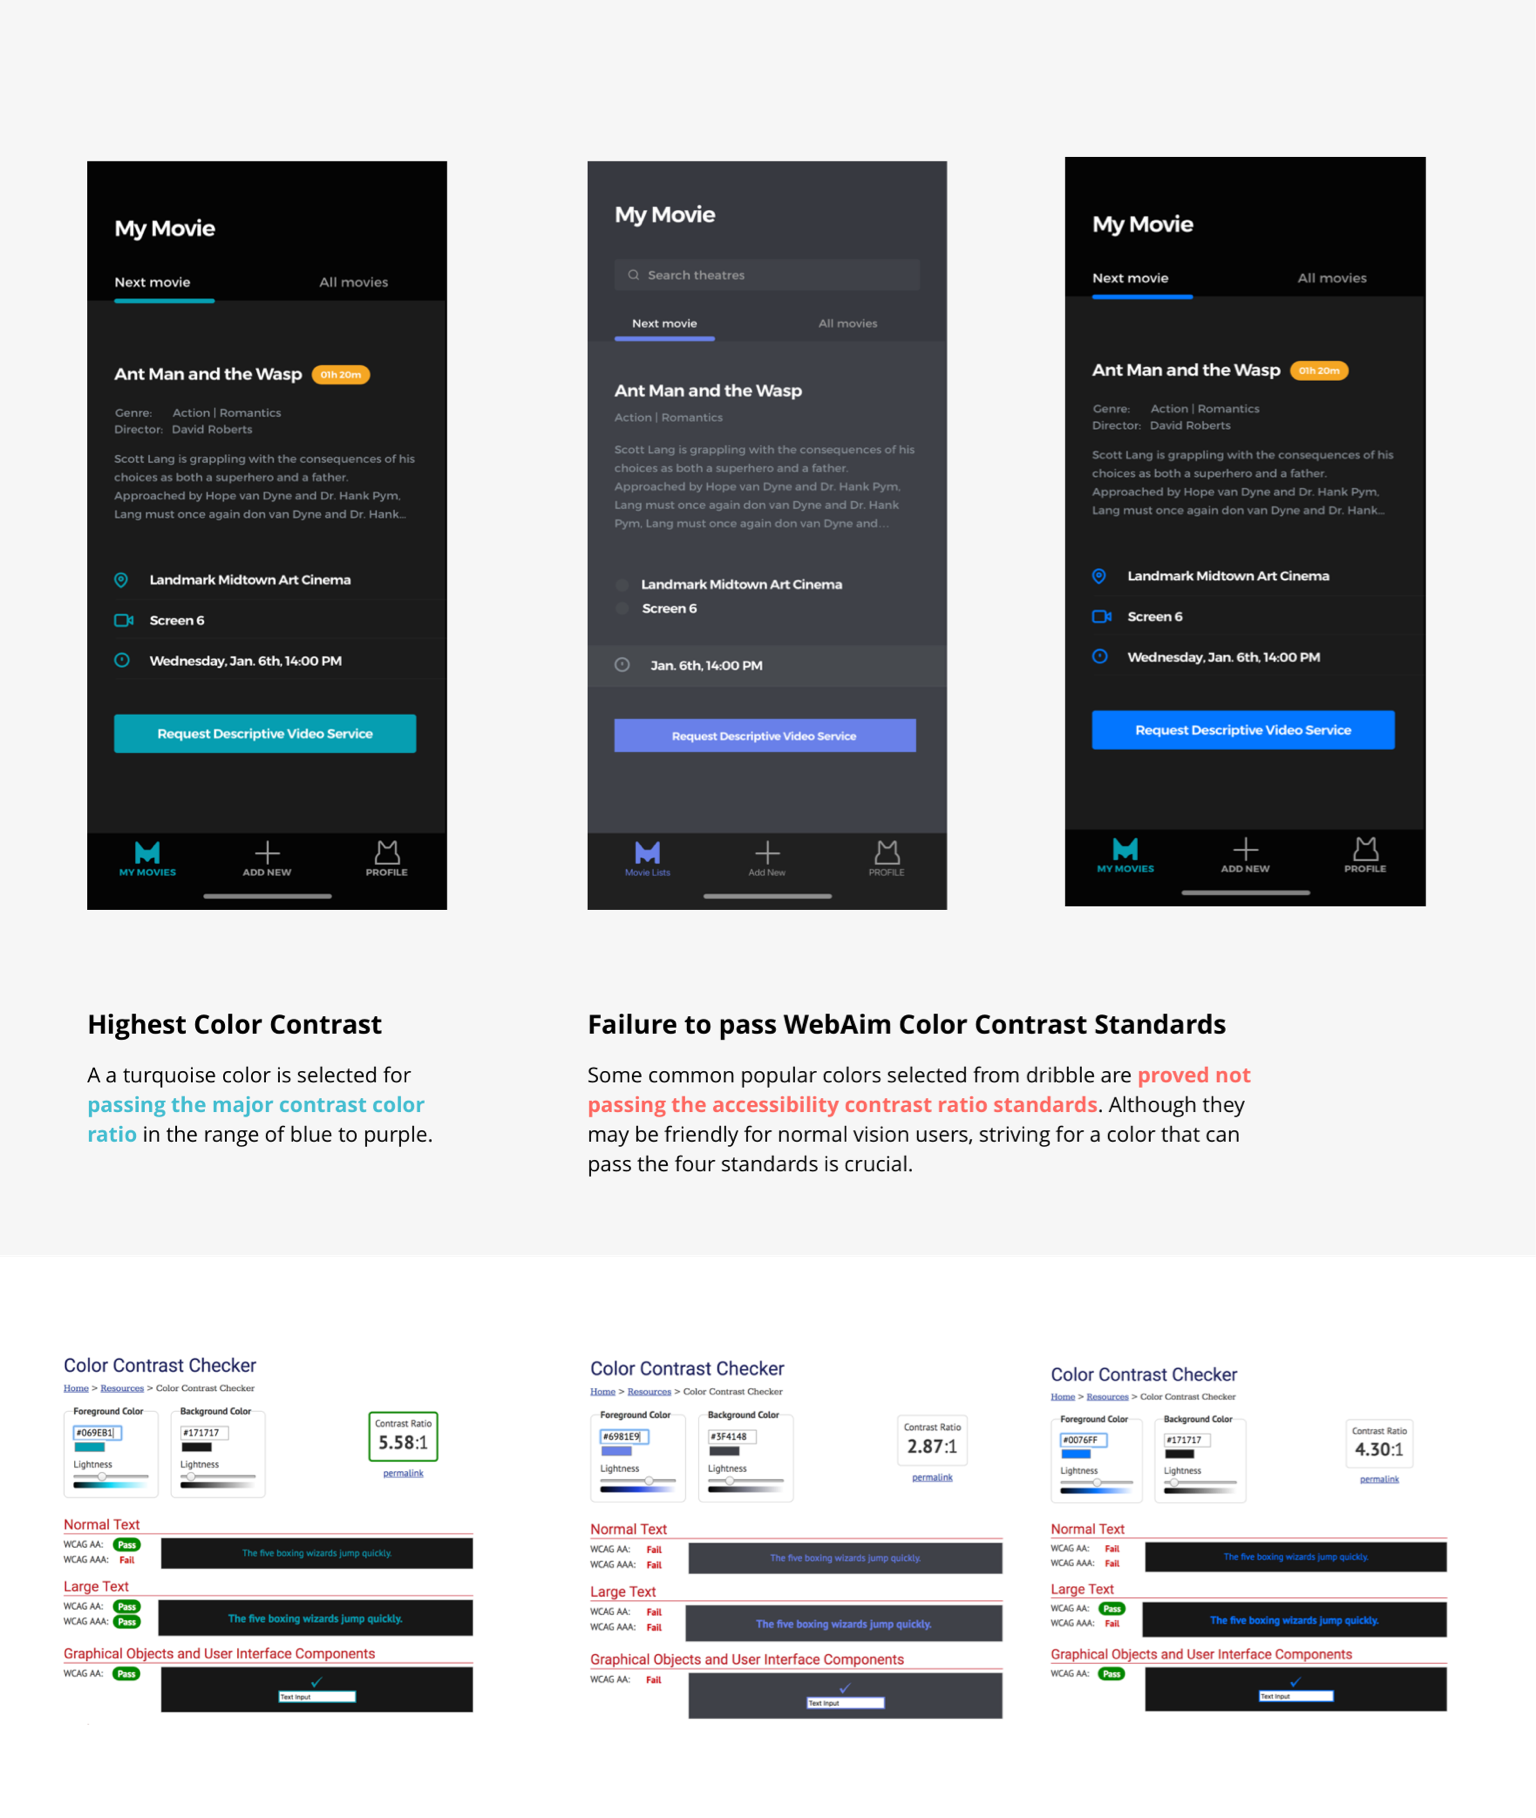 My Movie
Next movie
All movies
Ant Man and the Wasp
01h 20m
Genre: Action | Romantics
Director: David Roberts
Scott Lang is grappling with the consequences of his
choices as both a superhero and a father.
Approached by Hope van Dyne and Dr. Hank Pym,
Lang must once again don van Dyne and Dr. Hank...
Landmark Midtown Art Cinema
Screen 6
Wednesday, Jan. 6th, 14:00 PM
Request Descriptive Video Service
MY MOVIES
ADD NEW
PROFILE
My Movie
Search theatres
Next movie
All movies
Ant Man and the Wasp
Action | Romantics
Scott Lang is grappling with the consequences of his
choices as both a superhero and a father.
Approached by Hope van Dyne and Dr. Hank Pym,
Lang must once again don van Dyne and Dr. Hank
Pym, Lang must once again don van Dyne and...
Landmark Midtown Art Cinema
Screen 6
Jan. 6th, 14:00 PM
Request Descriptive Video Service
Movie Lists
Add New
PROFILE
My Movie
Next movie
All movies
Ant Man and the Wasp
01h 20m
Genre: Action | Romantics
Director: David Roberts
Scott Lang is grappling with the consequences of his
choices as both a superhero and a father.
Approached by Hope van Dyne and Dr. Hank Pym,
Lang must once again don van Dyne and Dr. Hank...
Landmark Midtown Art Cinema
Screen 6
Wednesday, Jan. 6th, 14:00 PM
Request Descriptive Video Service
MY MOVIES
ADD NEW
PROFILE
Highest Color Contrast
A a turquoise color is selected for
passing the major contrast color
ratio in the range of blue to purple.
Failure to pass WebAim Color Contrast Standards
Some common popular colors selected from dribble are proved not
passing the accessibility contrast ratio standards. Although they
may be friendly for normal vision users, striving for a color that can
pass the four standards is crucial.
Color Contrast Checker
Home > Resources > Color Contrast Checker
Foreground Color
#069EB1
Lightness
Background Color
#171717
Lightness
Contrast Ratio
5.58:1
permalink
Normal Text
WCAG AA: Pass
WCAG AAA: Fail
The five boxing wizards jump quickly.
Large Text
WCAG AA: Pass
WCAG AAA: Pass
The five boxing wizards jump quickly.
Graphical Objects and User Interface Components
WCAG AA: Pass
Text Input
Color Contrast Checker
Home > Resources > Color Contrast Checker
Foreground Color
#6981E9
Lightness
Background Color
#3F4148
Lightness
Contrast Ratio
2.87:1
permalink
Normal Text
WCAG AA: Fail
WCAG AAA: Fail
The five boxing wizards jump quickly.
Large Text
WCAG AA: Fail
WCAG AAA: Fail
The five boxing wizards jump quickly.
Graphical Objects and User Interface Components
WCAG AA: Fail
Text Input
Color Contrast Checker
Home > Resources > Color Contrast Checker
Foreground Color
#0076FF
Lightness
Background Color
#171717
Lightness
Contrast Ratio
4.30:1
permalink
Normal Text
WCAG AA: Fail
WCAG AAA: Fail
The five boxing wizards jump quickly.
Large Text
WCAG AA: Pass
WCAG AAA: Fail
The five boxing wizards jump quickly.
Graphical Objects and User Interface Components
WCAG AA: Pass
Text Input